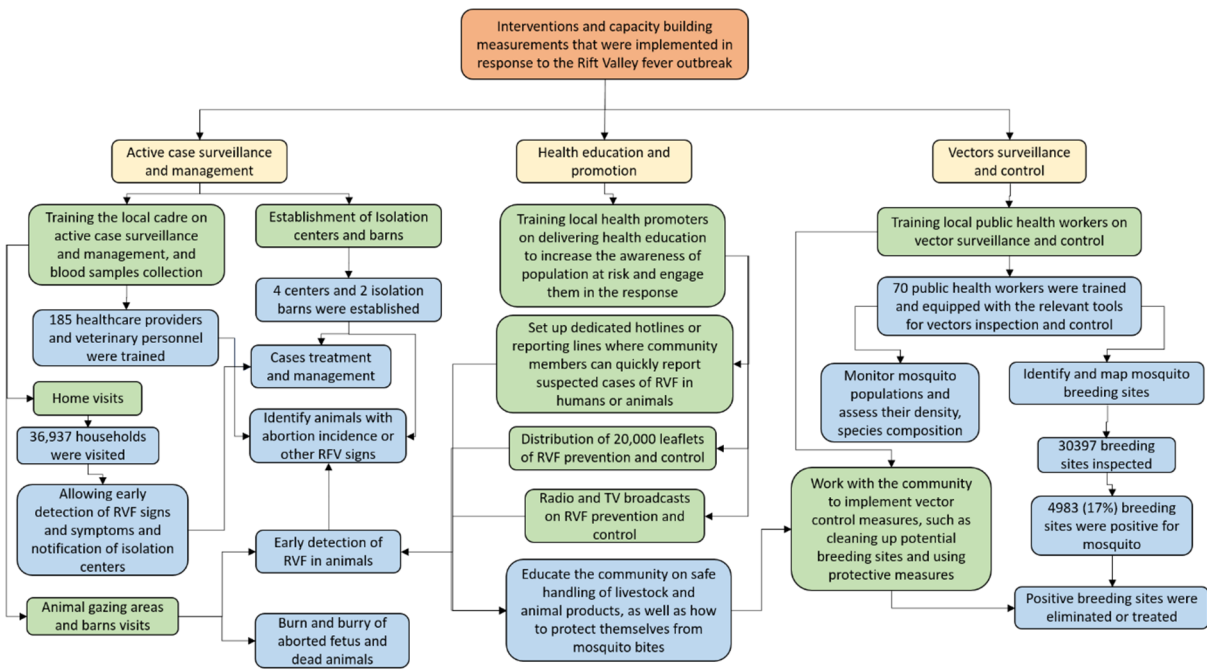 Interventions and capacity building
measurements that were implemented in
response to the Rift Valley fever outbreak
Active case surveillance
and management
Health education and
promotion
Vectors surveillance
and control
Training the local cadre on
active case surveillance
and management, and
blood samples collection
Establishment of Isolation
centers and barns
4 centers and 2 isolation
barns were established
185 healthcare providers
and veterinary personnel
were trained
Cases treatment
and management
Home visits
36,937 households
were visited
Identify animals with
abortion incidence or
other RFV signs
Allowing early
detection of RVF signs
and symptoms and
notification of isolation
centers
Early detection
of RVF in animals
Animal gazing areas
and barns visits
Burn and burry of
aborted fetus and
dead animals
Training local health promoters
on delivering health education
to increase the awareness of
population at risk and engage
them in the response
Set up dedicated hotlines or
reporting lines where community
members can quickly report
suspected cases of RVF in
humans or animals
Distribution of 20,000 leaflets
of RVF prevention and control
Radio and TV broadcasts
on RVF prevention and
control
Educate the community on safe
handling of livestock and
animal products, as well as how
to protect themselves from
mosquito bites
Training local public health workers on
vector surveillance and control
70 public health workers were trained
and equipped with the relevant tools
for vectors inspection and control
Monitor mosquito
populations and
assess their density,
species composition
Identify and map mosquito
breeding sites
30397 breeding
sites inspected
4983 (17%) breeding
sites were positive for
mosquito
Work with the community
to implement vector
control measures, such as
cleaning up potential
breeding sites and using
protective measures
Positive breeding sites were
eliminated or treated